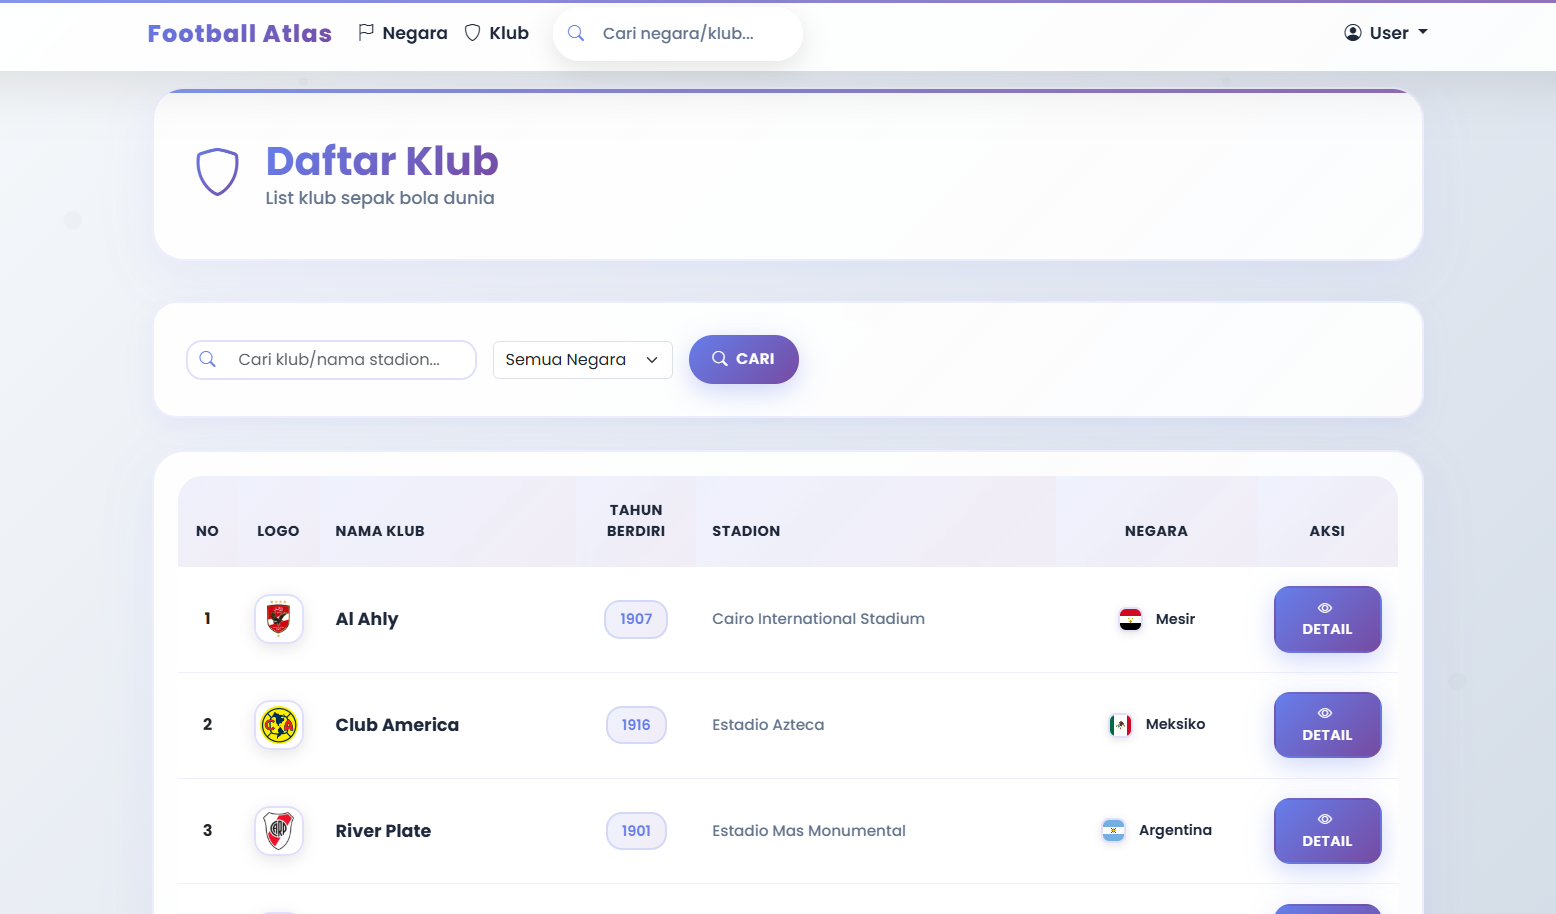 Football Atlas
Negara
Klub
Cari negara/klub...
User
Daftar Klub
List klub sepak bola dunia
Cari klub/nama stadion...
Semua Negara
CARI
NO
LOGO
NAMA KLUB
TAHUN
BERDIRI
STADION
NEGARA
AKSI
1
Al Ahly
1907
Cairo International Stadium
Mesir
DETAIL
2
Club America
1916
Estadio Azteca
Meksiko
DETAIL
3
River Plate
1901
Estadio Mas Monumental
Argentina
DETAIL